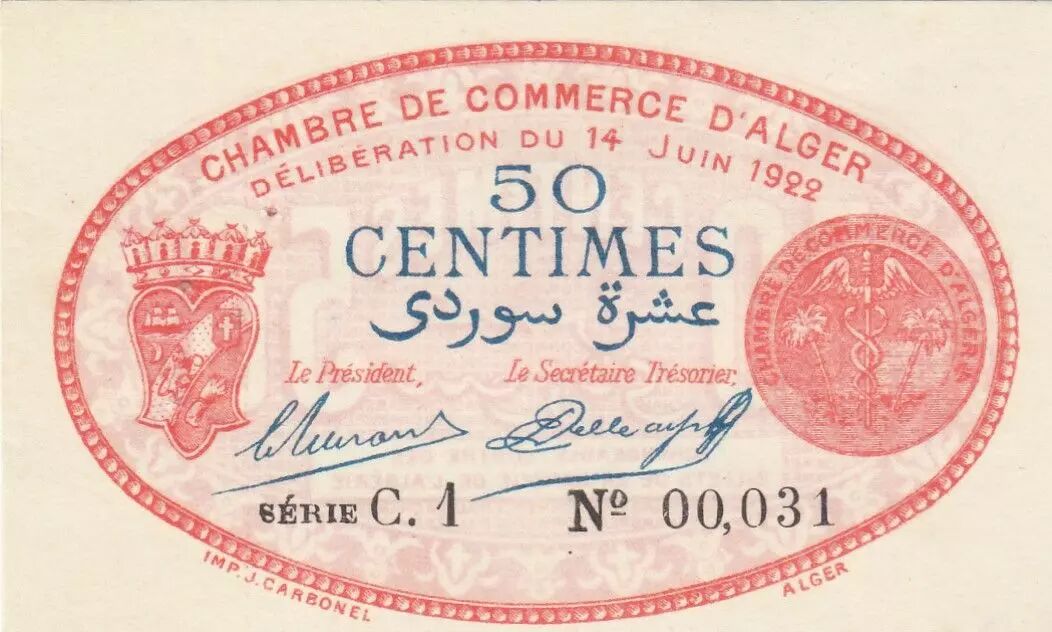 CHAMBRE DE COMMERCE D'ALGER
DÉLIBÉRATION DU 14 JUIN 1922
50
CENTIMES
عشرة سوردى
CHAMBRE DE COMMERCE D'ALGER
Le Président,
Le Secrétaire Trésorier,
SÉRIE C. 1
Nº 00,031
IMP. J. CARBONEL
ALGER